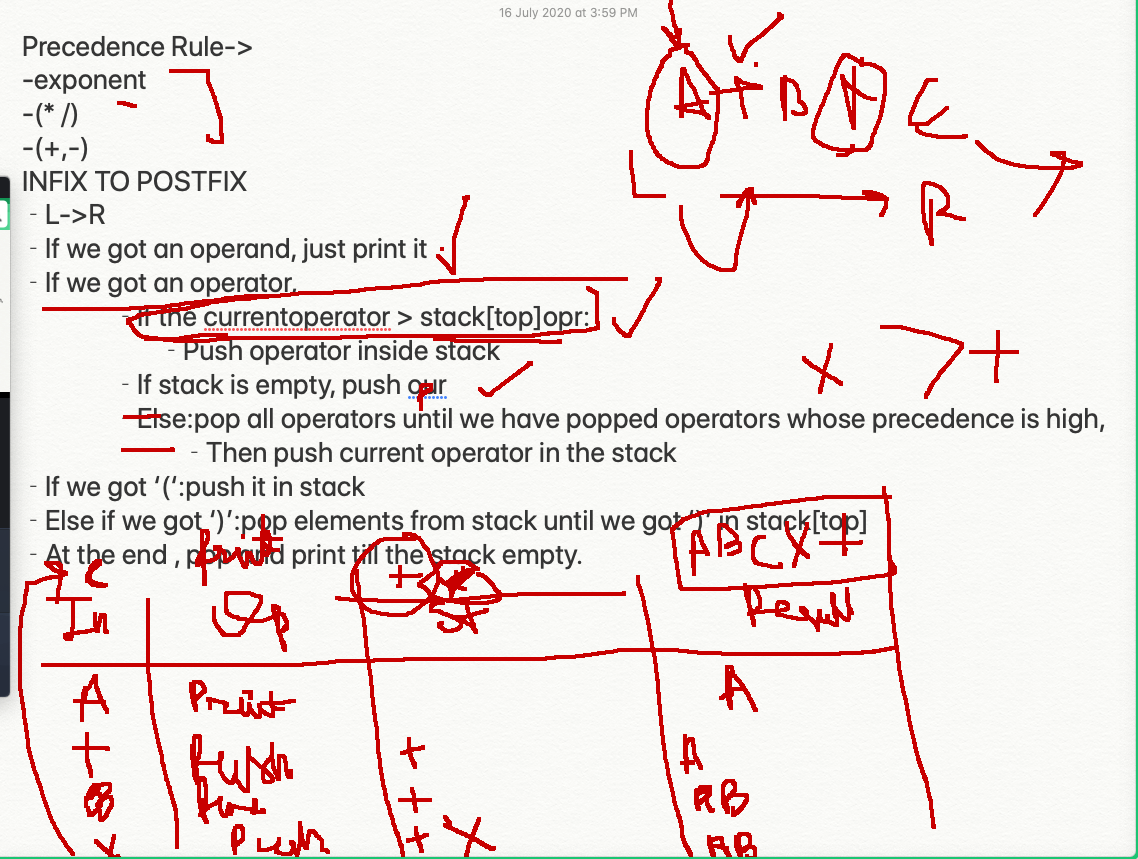 16 July 2020 at 3:59 PM
Precedence Rule->
-exponent
-(* /)
-(+,-)
INFIX TO POSTFIX
- L->R
- If we got an operand, just print it
- If we got an operator,
- If the currentoperator > stack[top]opr:
- Push operator inside stack
- If stack is empty, push our
- Else:pop all operators until we have popped operators whose precedence is high,
- Then push current operator in the stack
- If we got ‘(‘:push it in stack
- Else if we got ‘)’:pop elements from stack until we got ‘)’ in stack[top]
- At the end , pop and print till the stack empty.
A + B
C
R
X > +
ABCX+
C Print +
In Op St Result
A Print A
+ Push + A
B + AB
X Push + X AB